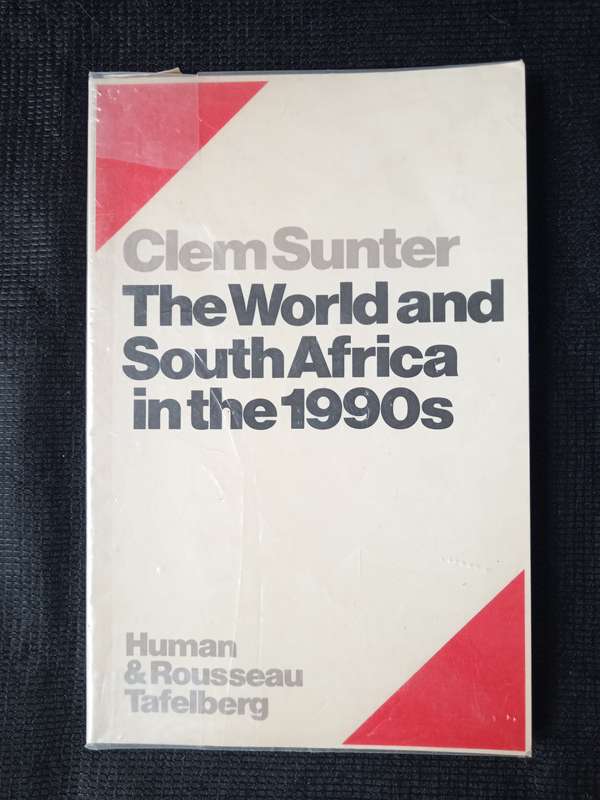 Clem Sunter
The World and
South Africa
in the 1990s
Human
& Rousseau
Tafelberg